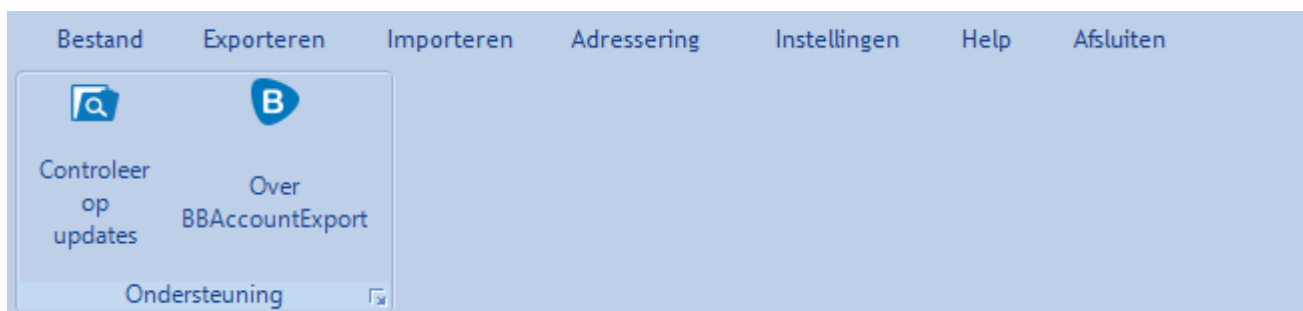 Bestand Exporteren Importeren Adressering Instellingen Help Afsluiten
B
Controleer
op
updates
Over
BBAccountExport
Ondersteuning